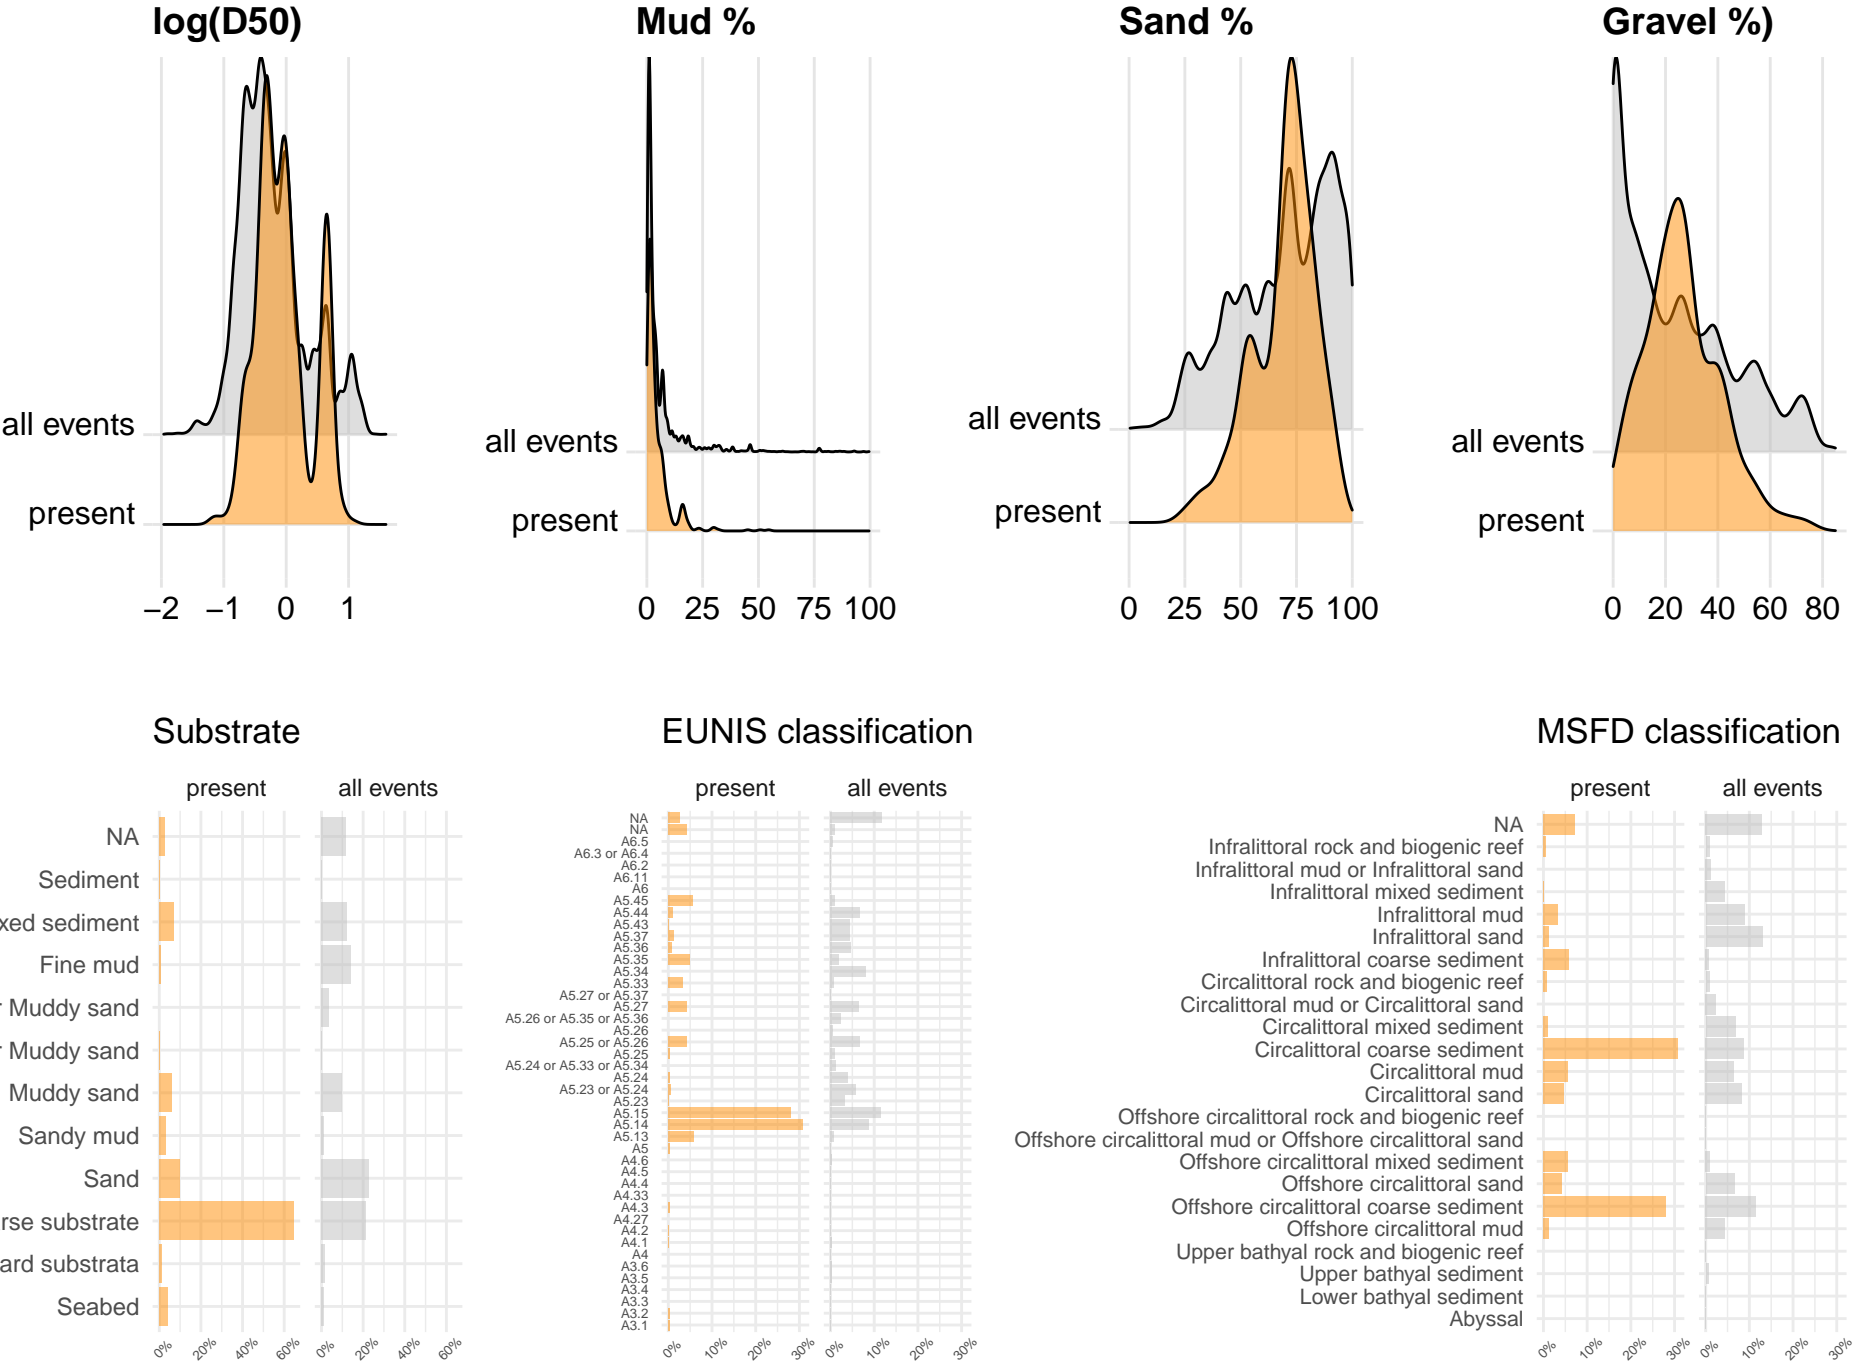 log(D50) Mud % Sand % Gravel %)
all events all events all events all events
present present present present
−2 −1 0 1 0 25 50 75 100 0 25 50 75 100 0 20 40 60 80
Substrate
present all events
NA
Sediment
xed sediment
Fine mud
r Muddy sand
r Muddy sand
Muddy sand
Sandy mud
Sand
rse substrate
ard substrata
Seabed
0% 20% 40% 60% 0% 20% 40% 60%
EUNIS classification
present all events
NA
NA
A6.5
A6.3 or A6.4
A6.2
A6.11
A6
A5.45
A5.44
A5.43
A5.37
A5.36
A5.35
A5.34
A5.33
A5.27 or A5.37
A5.27
A5.26 or A5.35 or A5.36
A5.26
A5.25 or A5.26
A5.25
A5.24 or A5.33 or A5.34
A5.24
A5.23 or A5.24
A5.23
A5.15
A5.14
A5.13
A5
A4.6
A4.5
A4.4
A4.33
A4.3
A4.27
A4.2
A4.1
A4
A3.6
A3.5
A3.4
A3.3
A3.2
A3.1
0% 10% 20% 30% 0% 10% 20% 30%
MSFD classification
present all events
NA
Infralittoral rock and biogenic reef
Infralittoral mud or Infralittoral sand
Infralittoral mixed sediment
Infralittoral mud
Infralittoral sand
Infralittoral coarse sediment
Circalittoral rock and biogenic reef
Circalittoral mud or Circalittoral sand
Circalittoral mixed sediment
Circalittoral coarse sediment
Circalittoral mud
Circalittoral sand
Offshore circalittoral rock and biogenic reef
Offshore circalittoral mud or Offshore circalittoral sand
Offshore circalittoral mixed sediment
Offshore circalittoral sand
Offshore circalittoral coarse sediment
Offshore circalittoral mud
Upper bathyal rock and biogenic reef
Upper bathyal sediment
Lower bathyal sediment
Abyssal
0% 10% 20% 30% 0% 10% 20% 30%